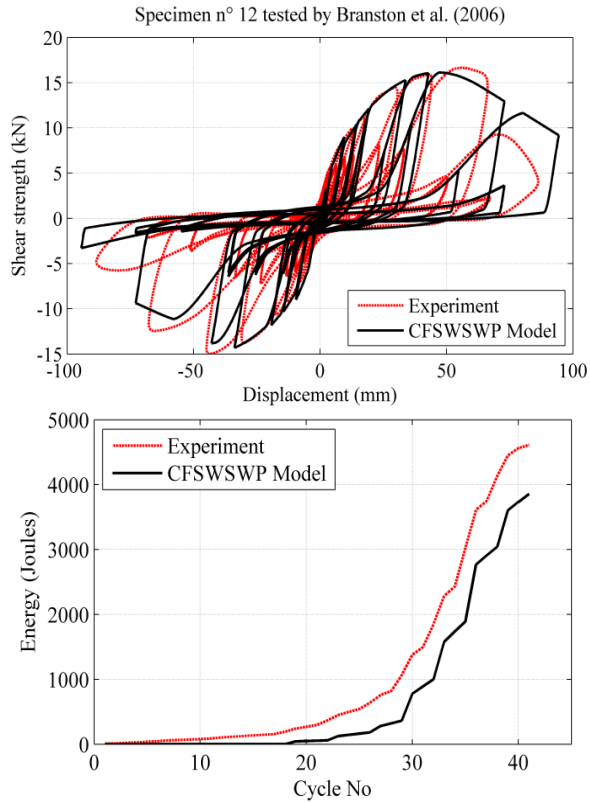 Specimen n° 12 tested by Branston et al. (2006)
Shear strength (kN)
20
15
10
5
0
-5
-10
-15
-100
-50
0
50
100
Displacement (mm)
Experiment
CFSWSWP Model
Energy (Joules)
5000
4000
3000
2000
1000
0
0
10
20
30
40
Cycle No
Experiment
CFSWSWP Model